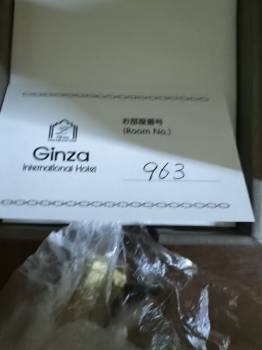 お部屋番号
(Room No.)
Ginza
International Hotel
963